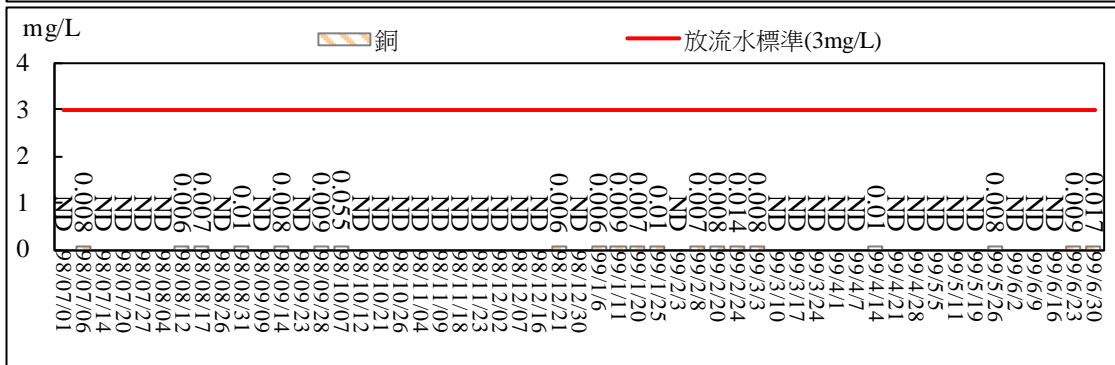 mg/L
銅
放流水標準(3mg/L)
4
3
2
1
0
ND
0.008
ND
ND
ND
ND
0.006
0.007
ND
0.01
ND
0.008
ND
0.009
0.055
ND
ND
ND
ND
ND
ND
ND
ND
ND
ND
0.006
ND
0.006
0.009
0.007
0.01
ND
0.007
0.008
0.014
0.008
ND
ND
ND
ND
ND
0.01
ND
ND
ND
ND
ND
0.008
ND
ND
ND
0.009
0.017
98/07/01
98/07/06
98/07/14
98/07/20
98/07/27
98/08/04
98/08/12
98/08/17
98/08/26
98/08/31
98/09/09
98/09/14
98/09/21
98/09/28
98/10/07
98/10/12
98/10/21
98/10/26
98/11/04
98/11/09
98/11/18
98/11/23
98/12/02
98/12/07
98/12/16
98/12/21
98/12/30
99/1/6
99/1/11
99/1/20
99/1/25
99/2/3
99/2/8
99/2/20
99/2/24
99/3/3
99/3/10
99/3/17
99/3/24
99/4/1
99/4/7
99/4/14
99/4/21
99/4/28
99/5/5
99/5/11
99/5/19
99/5/26
99/6/2
99/6/9
99/6/16
99/6/23
99/6/30